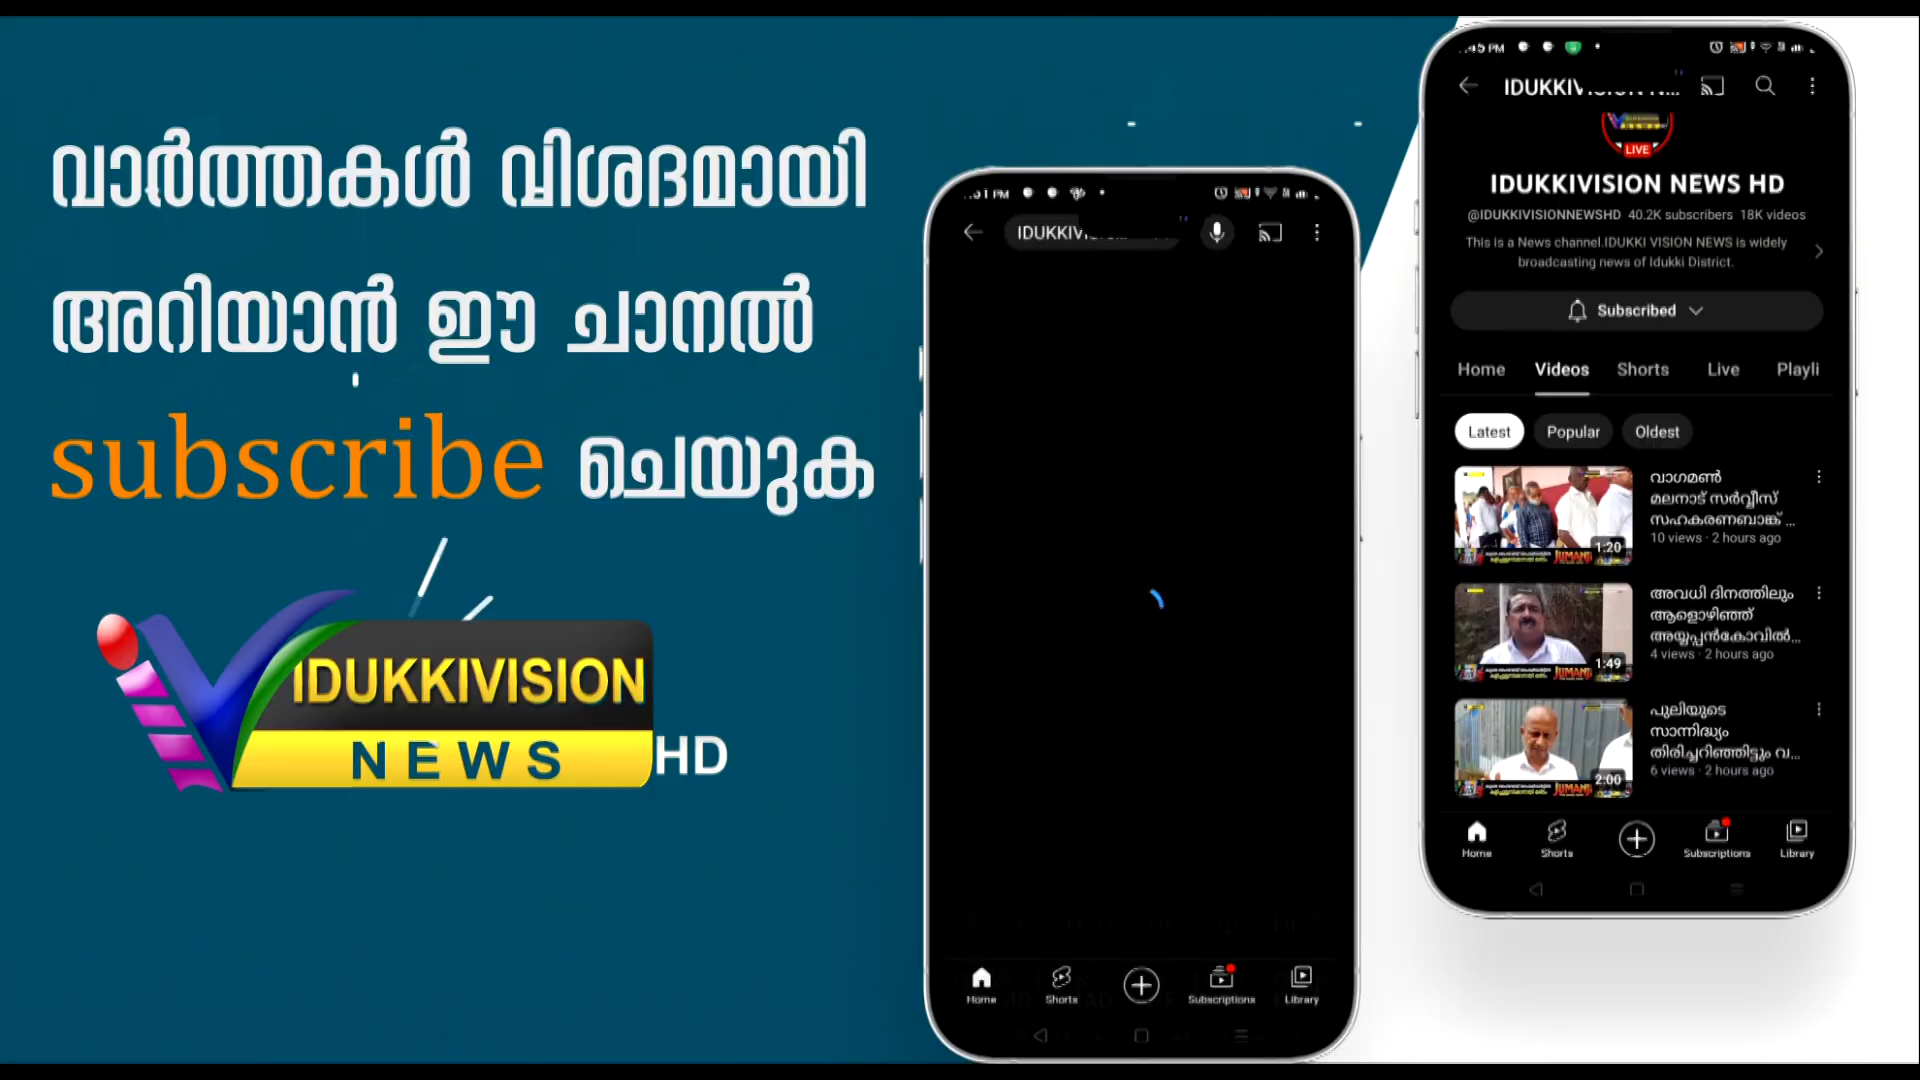 വാർത്തകൾ വിശദമായി
അറിയാൻ ഈ ചാനൽ
subscribe ചെയുക
IDUKKIVISION
NEWS HD
Home
Shorts
Subscriptions
Library
LIVE
IDUKKIVISION NEWS HD
@IDUKKIVISIONNEWSHD 40.2K subscribers 18K videos
This is a News channel.IDUKKI VISION NEWS is widely
broadcasting news of Idukki District.
Subscribed
Home Videos Shorts Live Playli
Latest Popular Oldest
വാഗമൺ
മലനാട് സർവ്വീസ്
സഹകരണബാങ്ക് ...
10 views · 2 hours ago
1:20
JUMANJI
അവധി ദിനത്തിലും
ആളൊഴിഞ്ഞ്
അയ്യപ്പൻകോവിൽ...
4 views · 2 hours ago
1:49
JUMANJI
പുലിയുടെ
സാന്നിദ്ധ്യം
തിരിച്ചറിഞ്ഞിട്ടും വ...
6 views · 2 hours ago
2:00
JUMANJI
Home Shorts Subscriptions Library